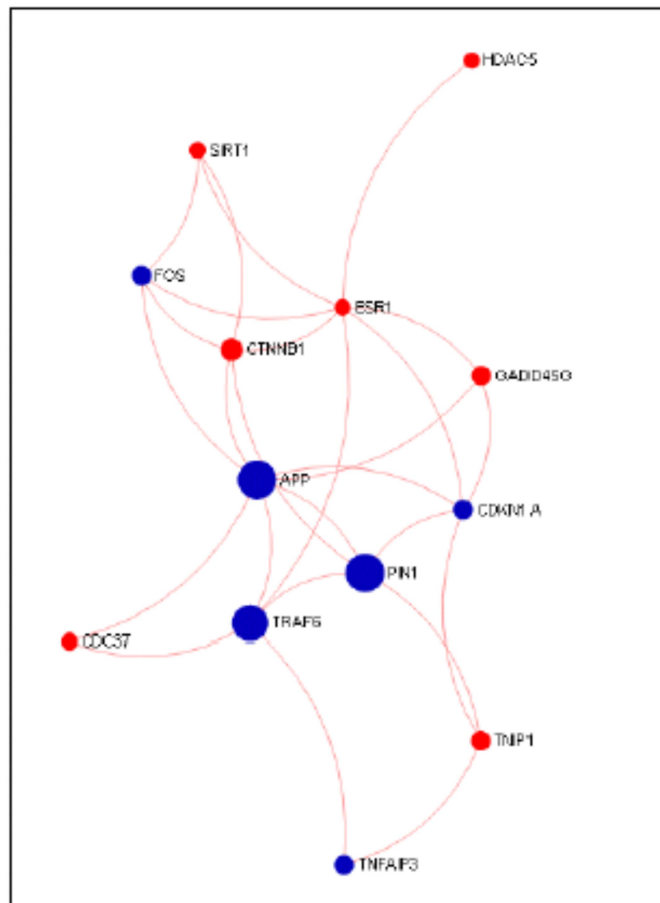 HDAC5
SIRT1
FOS
ESR1
CTNNB1
GADD45G
APP
CDKN1A
PIN1
TRAF6
CDC37
TNIP1
TNFAIP3